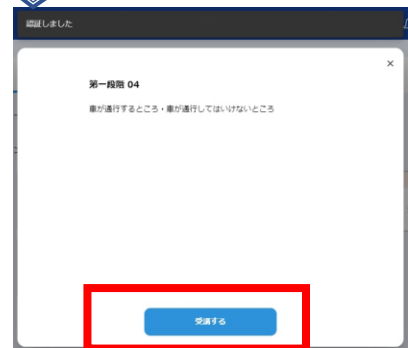 認証しました
×
第一段階 04
車が通行するところ・車が通行してはいけないところ
受講する